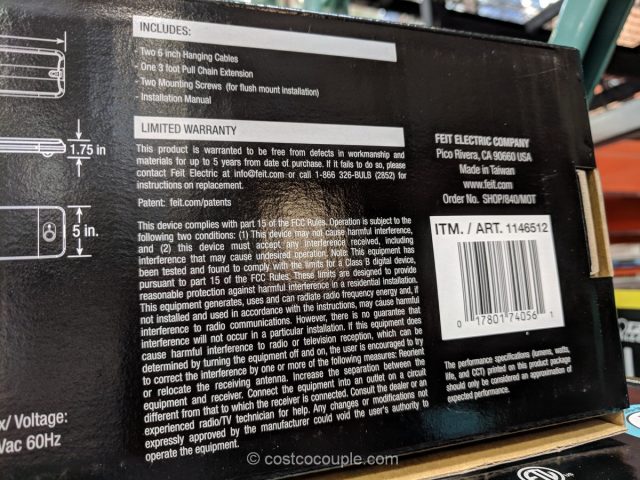 INCLUDES:
Two 6 inch Hanging Cables
- One 3 foot Pull Chain Extension
- Two Mounting Screws (for flush mount installation)
- Installation Manual
LIMITED WARRANTY
This product is warranted to be free from defects in workmanship and
materials for up to 5 years from date of purchase. If it fails to do so, please
contact Feit Electric at info@feit.com or call 1-866 326-BULB (2852) for
instructions on replacement.
Patent: feit.com/patents
This device complies with part 15 of the FCC Rules. Operation is subject to the
following two conditions: (1) This device may not cause harmful interference,
and (2) this device must accept any interference received, including
interference that may cause undesired operation. Note: This equipment has
been tested and found to comply with the limits for a Class B digital device,
pursuant to part 15 of the FCC Rules. These limits are designed to provide
reasonable protection against harmful interference in a residential installation.
This equipment generates, uses and can radiate radio frequency energy and, if
not installed and used in accordance with the instructions, may cause harmful
interference to radio communications. However, there is no guarantee that
interference will not occur in a particular installation. If this equipment does
cause harmful interference to radio or television reception, which can be
determined by turning the equipment off and on, the user is encouraged to try
to correct the interference by one or more of the following measures: Reorient
or relocate the receiving antenna. Increase the separation between the
equipment and receiver. Connect the equipment into an outlet on a circuit
different from that to which the receiver is connected. Consult the dealer or an
experienced radio/TV technician for help. Any changes or modifications not
expressly approved by the manufacturer could void the user's authority to
operate the equipment.
1.75 in
5 in.
x/ Voltage:
Vac 60Hz
FEIT ELECTRIC COMPANY
Pico Rivera, CA 90660 USA
Made in Taiwan
www.feit.com
Order No. SHOP/840/MOT
ITM. / ART. 1146512
0 17801 74056 1
The performance specifications (lumens, watts,
life, and CCT) printed on this product package
should only be considered an approximation of
expected performance.
© costcocouple.com